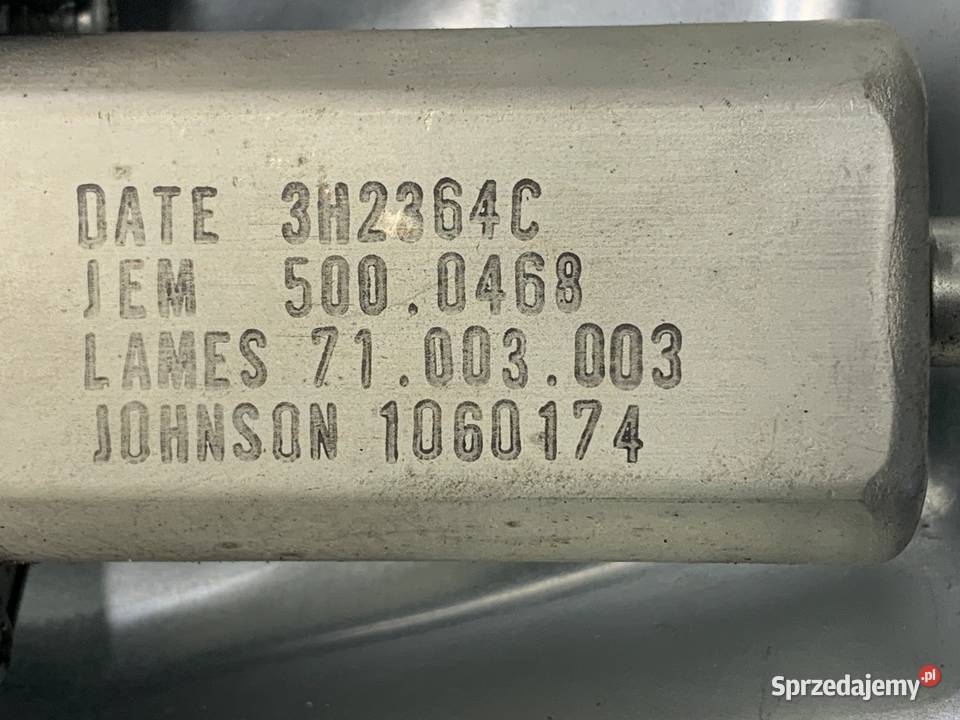 DATE 3H2364C
JEM 500.0468
LAMES 71.003.003
JOHNSON 1060174
Sprzedajemy.pl